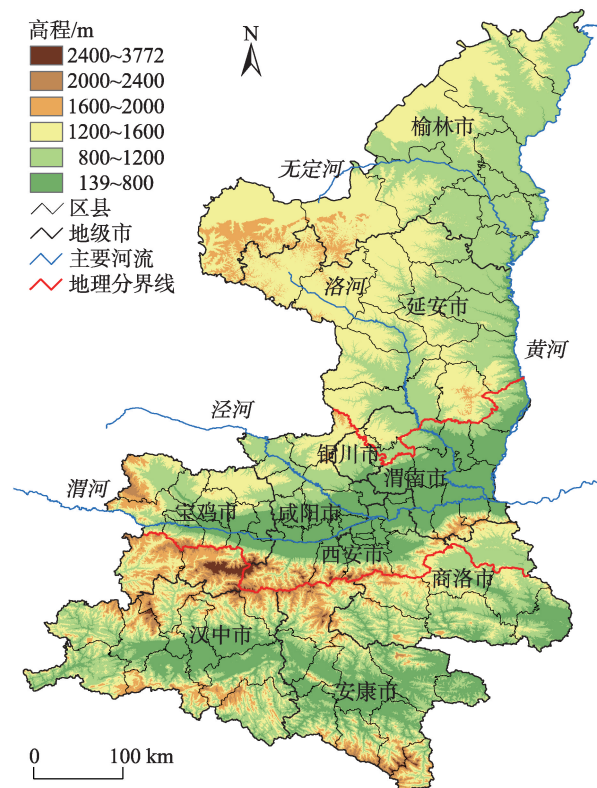 高程/m
2400~3772
2000~2400
1600~2000
1200~1600
800~1200
139~800
区县
地级市
主要河流
地理分界线
N
榆林市
无定河
洛河
延安市
黄河
泾河
铜川市
渭南市
渭河
宝鸡市
咸阳市
西安市
商洛市
汉中市
安康市
0 100 km